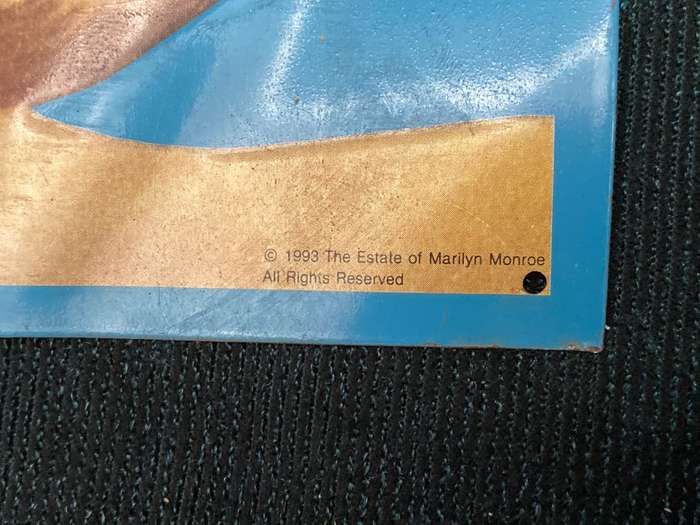 © 1993 The Estate of Marilyn Monroe
All Rights Reserved